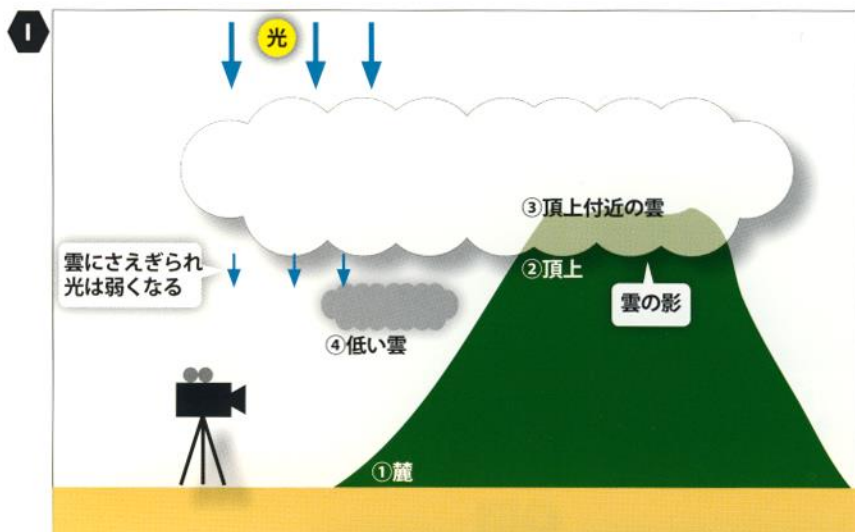 I
光
③頂上付近の雲
雲にさえぎられ
光は弱くなる
②頂上
雲の影
④低い雲
①麓